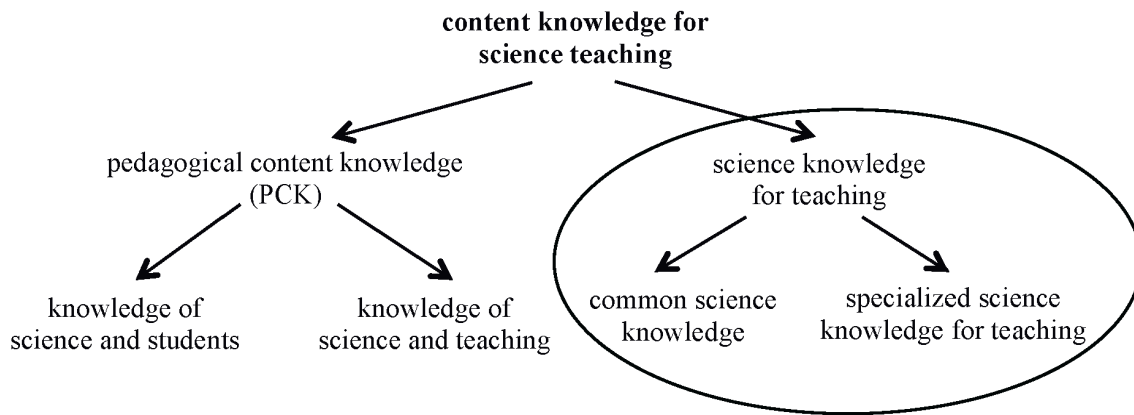 content knowledge for
science teaching
pedagogical content knowledge
(PCK)
science knowledge
for teaching
knowledge of
science and students
knowledge of
science and teaching
common science
knowledge
specialized science
knowledge for teaching